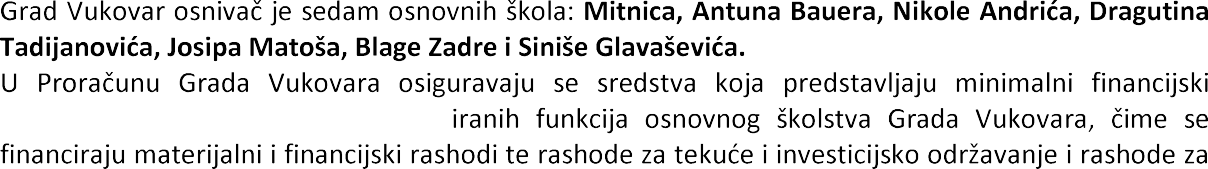 Grad Vukovar osnivač je sedam osnovnih škola: Mitnica, Antuna Bauera, Nikole Andrića, Dragutina
Tadijanovića, Josipa Matoša, Blage Zadre i Siniše Glavaševića.
U Proračunu Grada Vukovara osiguravaju se sredstva koja predstavljaju minimalni financijski
iranih funkcija osnovnog školstva Grada Vukovara, čime se
financiraju materijalni i financijski rashodi te rashode za tekuće i investicijsko održavanje i rashode za